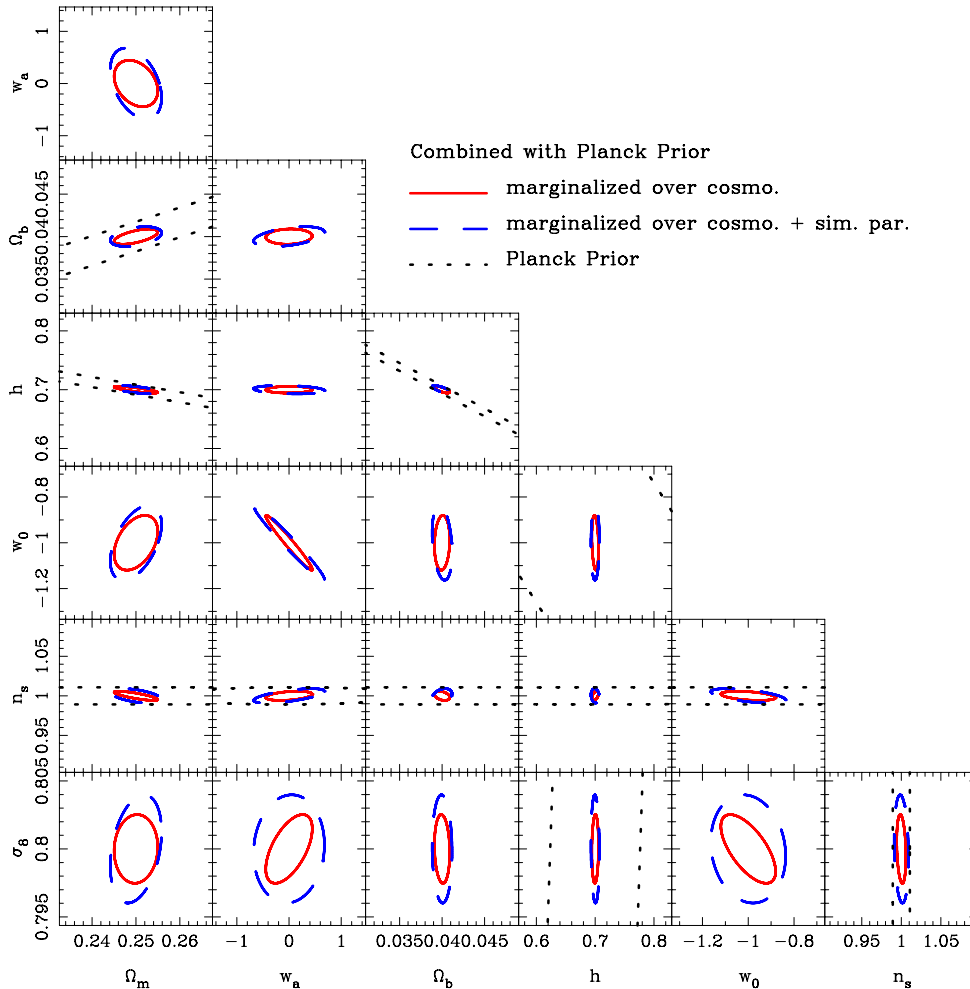 1
0
−1
w_a
Combined with Planck Prior
marginalized over cosmo.
marginalized over cosmo. + sim. par.
Planck Prior
0.035 0.04 0.045
Ω_b
0.8
0.7
0.6
h
−0.8
−1
−1.2
w_0
1.05
1
0.95
n_s
0.805
0.8
0.795
σ_8
0.24 0.25 0.26
−1 0 1
0.035 0.04 0.045
0.6 0.7 0.8
−1.2 −1 −0.8
0.95 1 1.05
Ω_m w_a Ω_b h w_0 n_s